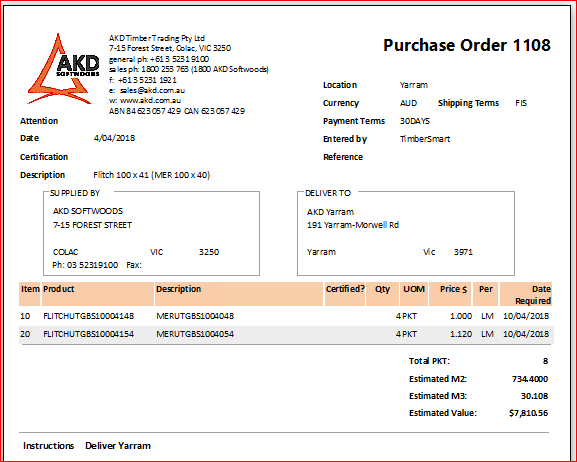 AKD
SOFTWOODS
AKD Timber Trading Pty Ltd
7-15 Forest Street, Colac, VIC 3250
general ph: +61 3 5231 9100
sales ph: 1800 253 763 (1800 AKD Softwoods)
f: +61 3 5231 1921
e: sales@akd.com.au
w: www.akd.com.au
ABN 84 623 057 429 CAN 623 057 429
Purchase Order 1108
Location Yarram
Currency AUD Shipping Terms FIS
Payment Terms 30DAYS
Entered by TimberSmart
Reference
Attention
Date 4/04/2018
Certification
Description Flitch 100 x 41 (MER 100 x 40)
SUPPLIED BY
AKD SOFTWOODS
7-15 FOREST STREET
COLAC VIC 3250
Ph: 03 52319100 Fax:
DELIVER TO
AKD Yarram
191 Yarram-Morwell Rd
Yarram Vic 3971
Item Product Description Certified? Qty UOM Price $ Per Date
Required
10 FLITCHUTGBS10004148 MERUTGBS1004048 4 PKT 1.000 LM 10/04/2018
20 FLITCHUTGBS10004154 MERUTGBS1004054 4 PKT 1.120 LM 10/04/2018
Total PKT: 8
Estimated M2: 734.4000
Estimated M3: 30.108
Estimated Value: $7,810.56
Instructions Deliver Yarram